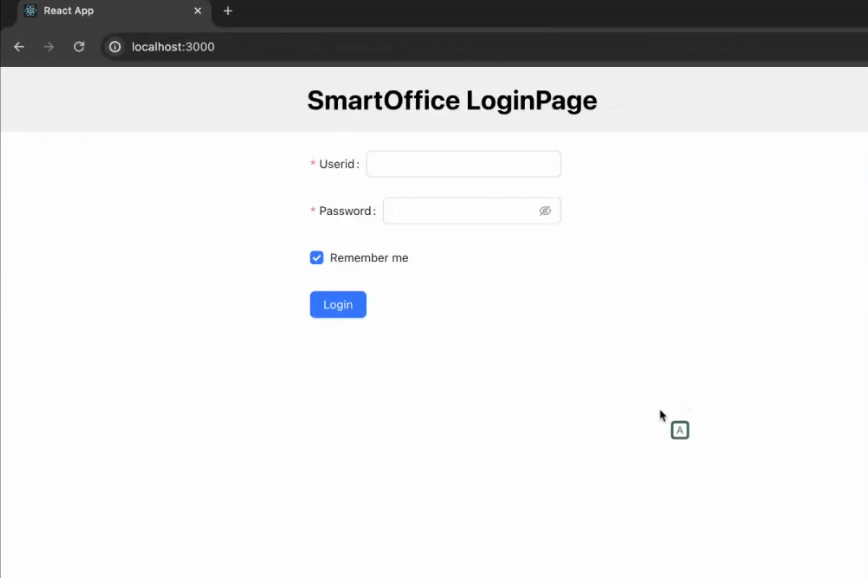 React App
localhost:3000
SmartOffice LoginPage
* Userid :
* Password :
Remember me
Login
A